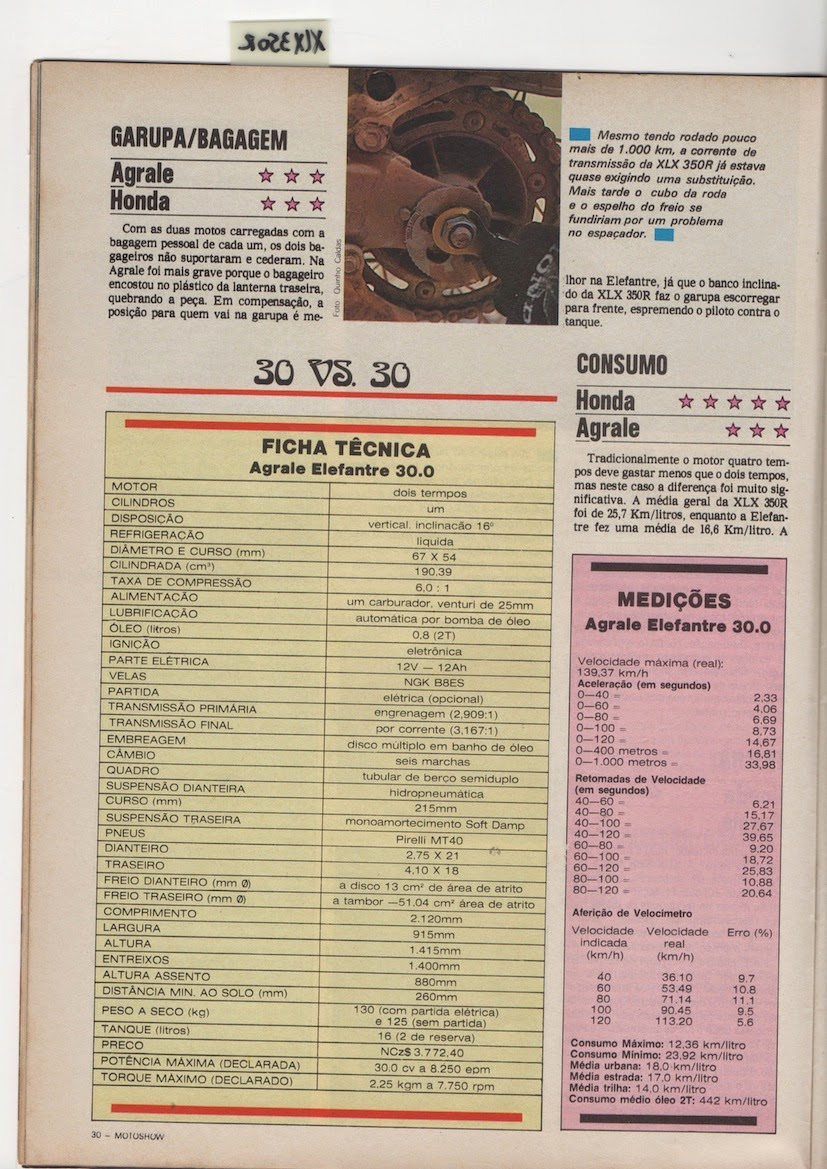 XLX 350R
GARUPA/BAGAGEM
Agrale ☆ ☆ ☆
Honda ☆ ☆ ☆
Com as duas motos carregadas com a
bagagem pessoal de cada um, os dois ba-
gageiros não suportaram e cederam. Na
Agrale foi mais grave porque o bagageiro
encostou no plástico da lanterna traseira,
quebrando a peça. Em compensação, a
posição para quem vai na garupa é me-
Foto: Quinho Caldas
Mesmo tendo rodado pouco
mais de 1.000 km, a corrente de
transmissão da XLX 350R já estava
quase exigindo uma substituição.
Mais tarde o cubo da roda
e o espelho do freio se
fundiriam por um problema
no espaçador.
lhor na Elefantre, já que o banco inclina-
do da XLX 350R faz o garupa escorregar
para frente, espremendo o piloto contra o
tanque.
30 VS. 30
FICHA TÊCNICA
Agrale Elefantre 30.0
MOTOR dois termpos
CILINDROS um
DISPOSIÇÃO vertical, inclinacão 16º
REFRIGERAÇÃO liquida
DIÂMETRO E CURSO (mm) 67 X 54
CILINDRADA (cm³) 190,39
TAXA DE COMPRESSÃO 6,0 : 1
ALIMENTAÇÃO um carburador, venturi de 25mm
LUBRIFICAÇÃO automática por bomba de óleo
ÓLEO (litros) 0,8 (2T)
IGNIÇÃO eletrônica
PARTE ELÉTRICA 12V — 12Ah
VELAS NGK B8ES
PARTIDA elétrica (opcional)
TRANSMISSÃO PRIMÁRIA engrenagem (2,909:1)
TRANSMISSÃO FINAL por corrente (3,167:1)
EMBREAGEM disco múltiplo em banho de óleo
CÂMBIO seis marchas
QUADRO tubular de berço semiduplo
SUSPENSÃO DIANTEIRA hidropneumática
CURSO (mm) 215mm
SUSPENSÃO TRASEIRA monoamortecimento Soft Damp
PNEUS Pirelli MT40
DIANTEIRO 2.75 X 21
TRASEIRO 4.10 X 18
FREIO DIANTEIRO (mm Ø) a disco 13 cm² de área de atrito
FREIO TRASEIRO (mm Ø) a tambor —51.04 cm² área de atrito
COMPRIMENTO 2.120mm
LARGURA 915mm
ALTURA 1.415mm
ENTREIXOS 1.400mm
ALTURA ASSENTO 880mm
DISTÂNCIA MIN. AO SOLO (mm) 260mm
PESO A SECO (kg) 130 (com partida elétrica)
e 125 (sem partida)
TANQUE (litros) 16 (2 de reserva)
PRECO NCz$ 3.772,40
POTÊNCIA MÁXIMA (DECLARADA) 30.0 cv a 8.250 epm
TORQUE MÁXIMO (DECLARADO) 2.25 kgm a 7.750 rpm
CONSUMO
Honda ☆ ☆ ☆ ☆ ☆
Agrale ☆ ☆ ☆
Tradicionalmente o motor quatro tem-
pos deve gastar menos que o dois tempos,
mas neste caso a diferença foi muito sig-
nificativa. A média geral da XLX 350R
foi de 25,7 Km/litros, enquanto a Elefan-
tre fez uma média de 16,6 Km/litro. A
MEDIÇÕES
Agrale Elefantre 30.0
Velocidade máxima (real):
139,37 km/h
Aceleração (em segundos)
0—40 = 2,33
0—60 = 4.06
0—80 = 6.69
0—100 = 8,73
0—120 = 14,67
0—400 metros = 16,81
0—1.000 metros = 33,98
Retomadas de Velocidade
(em segundos)
40—60 = 6,21
40—80 = 15,17
40—100 = 27,67
40—120 = 39,65
60—80 = 9,20
60—100 = 18,72
60—120 = 25,83
80—100 = 10.88
80—120 = 20.64
Aferição de Velocímetro
Velocidade Velocidade Erro (%)
indicada real
(km/h) (km/h)
40 36.10 9.7
60 53.49 10.8
80 71.14 11.1
100 90.45 9.5
120 113.20 5.6
Consumo Máximo: 12,36 km/litro
Consumo Mínimo: 23,92 km/litro
Média urbana: 18,0 km/litro
Média estrada: 17,0 km/litro
Média trilha: 14,0 km/litro
Consumo médio óleo 2T: 442 km/litro
30 – MOTOSHOW